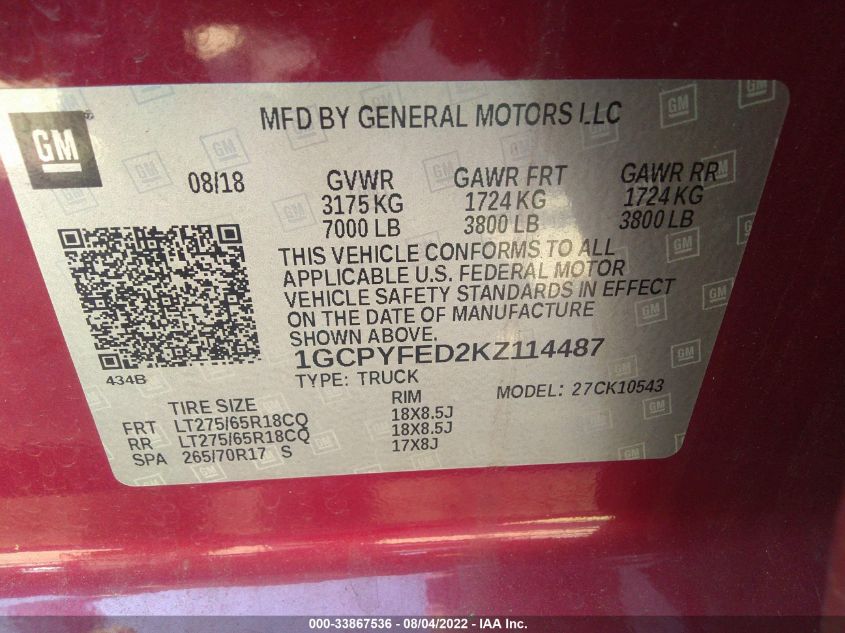 GM
MFD BY GENERAL MOTORS LLC
08/18 GVWR GAWR FRT GAWR RR
3175 KG 1724 KG 1724 KG
7000 LB 3800 LB 3800 LB
THIS VEHICLE CONFORMS TO ALL
APPLICABLE U.S. FEDERAL MOTOR
VEHICLE SAFETY STANDARDS IN EFFECT
ON THE DATE OF MANUFACTURE
SHOWN ABOVE.
1GCPYFED2KZ114487
434B
TYPE: TRUCK MODEL: 27CK10543
TIRE SIZE RIM
FRT LT275/65R18CQ 18X8.5J
RR LT275/65R18CQ 18X8.5J
SPA 265/70R17 S 17X8J
000-33867536 - 08/04/2022 - IAA Inc.